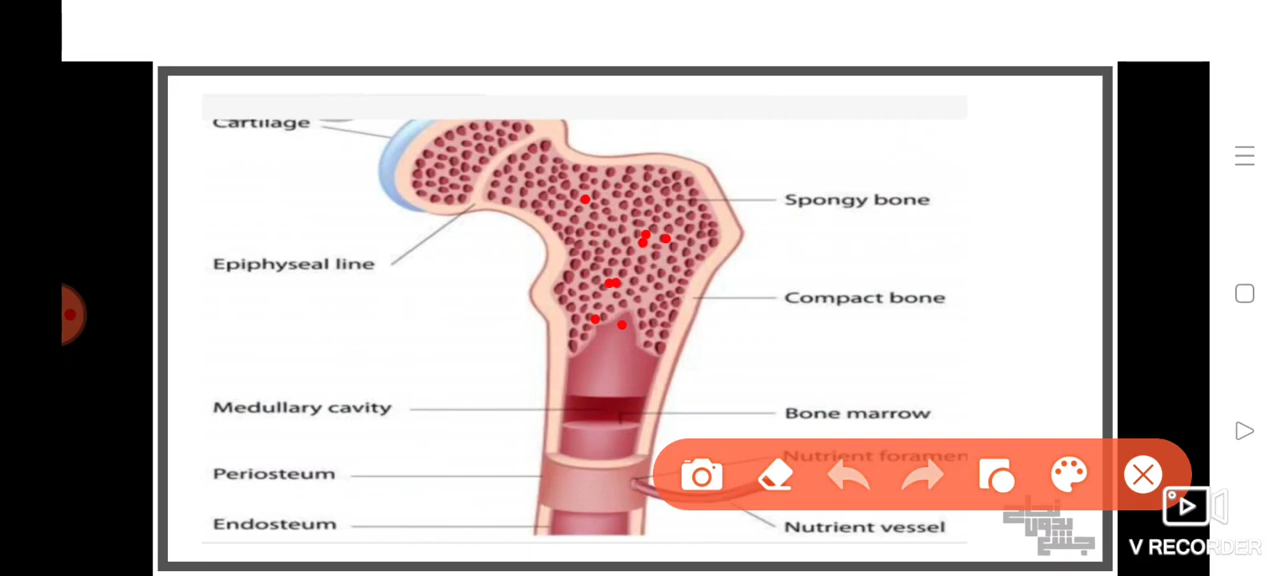 Cartilage
Spongy bone
Epiphyseal line
Compact bone
Medullary cavity
Bone marrow
Nutrient foramen
Periosteum
Endosteum
Nutrient vessel
V RECORDER